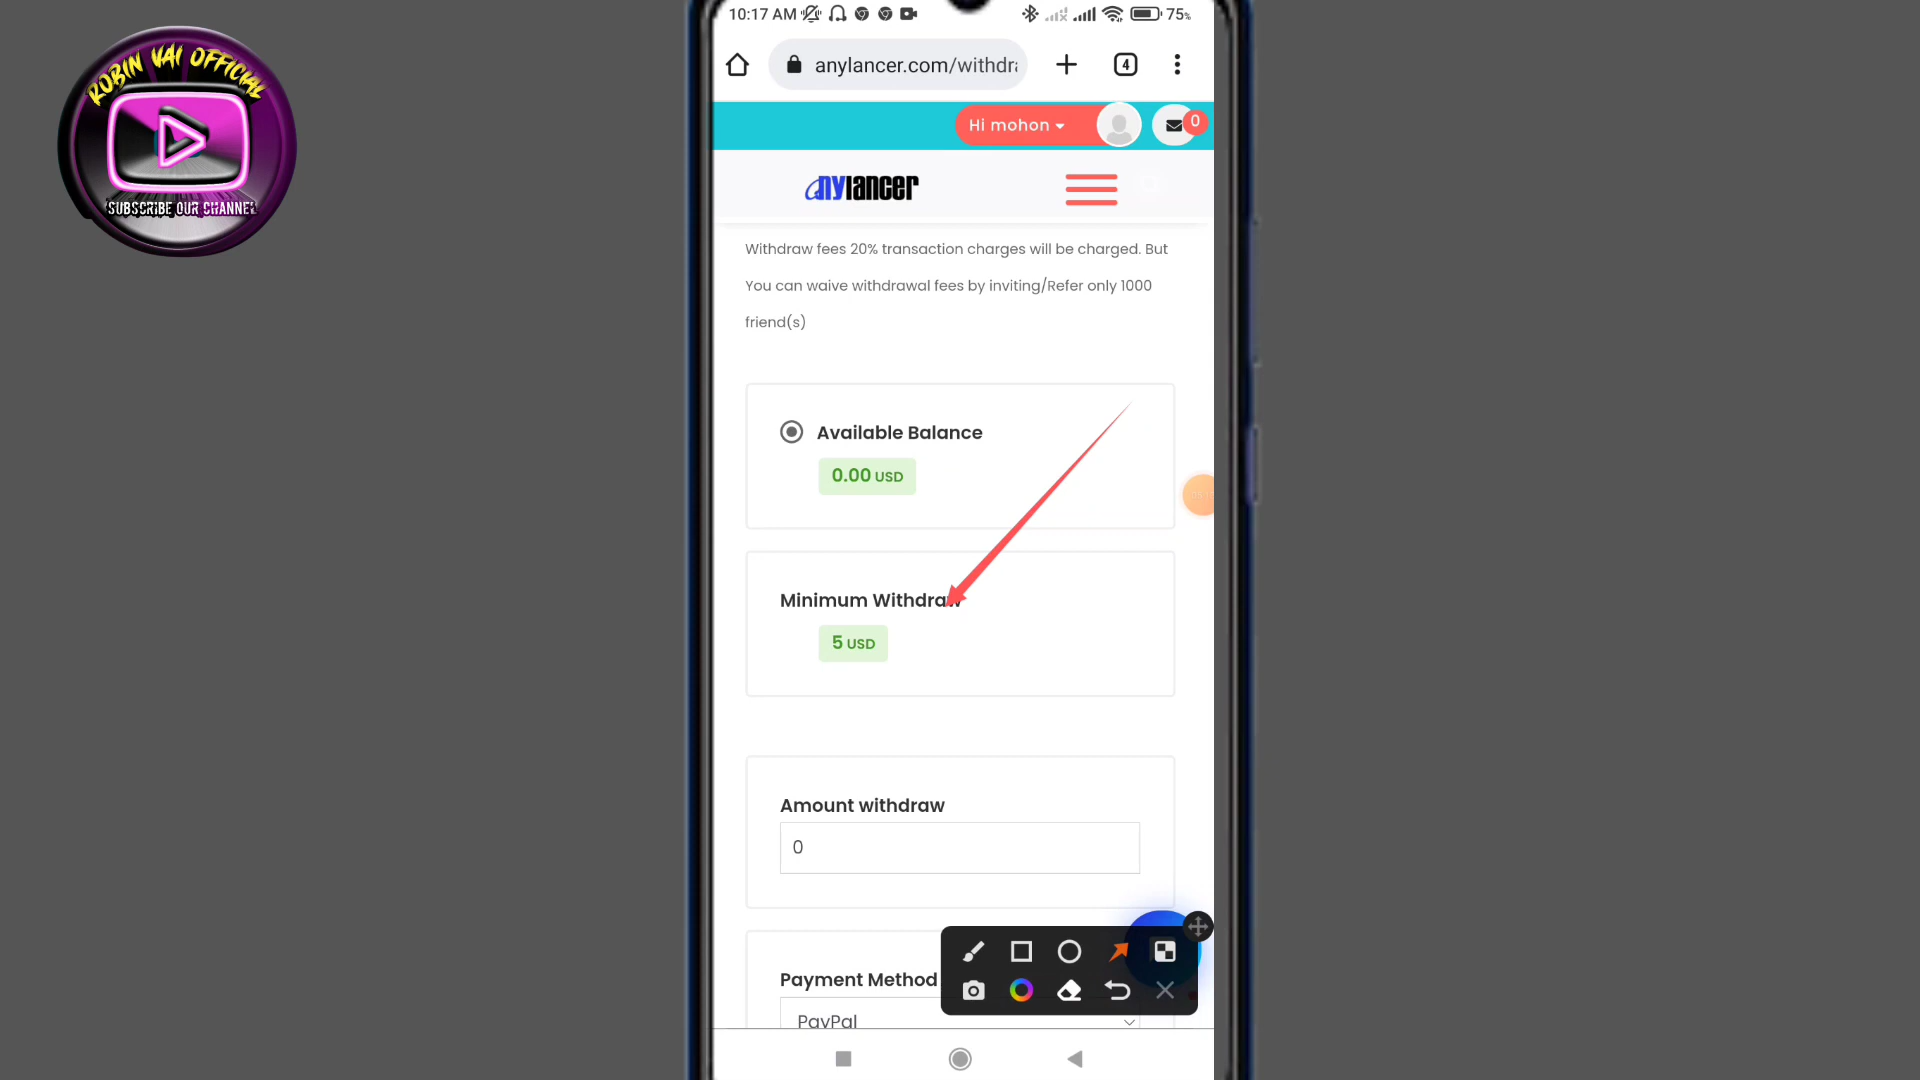 ROBIN VAI OFFICIAL
SUBSCRIBE OUR CHANNEL
10:17 AM
75%
anylancer.com/withdr
4
Hi mohon
0
anylancer
Withdraw fees 20% transaction charges will be charged. But
You can waive withdrawal fees by inviting/Refer only 1000
friend(s)
Available Balance
0.00 USD
Minimum Withdraw
5 USD
Amount withdraw
0
Payment Method
PayPal